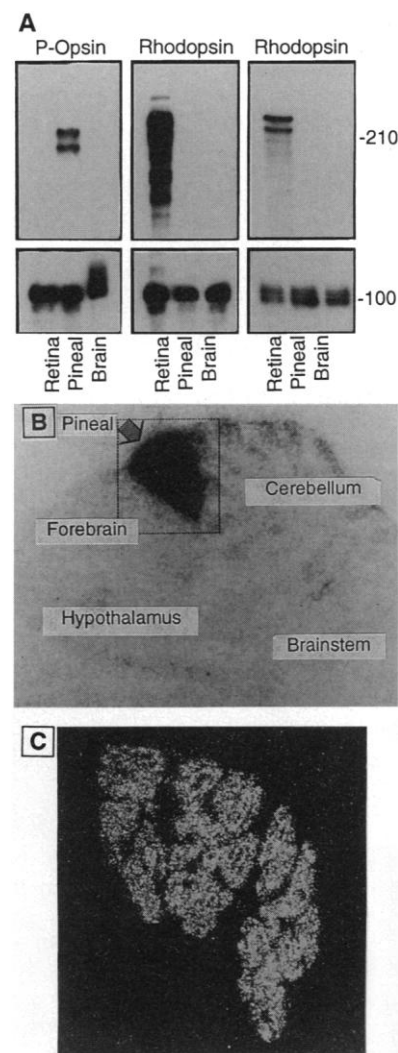 A
P-Opsin Rhodopsin Rhodopsin
-210
-100
Retina Pineal Brain Retina Pineal Brain Retina Pineal Brain
B Pineal
Cerebellum
Forebrain
Hypothalamus
Brainstem
C